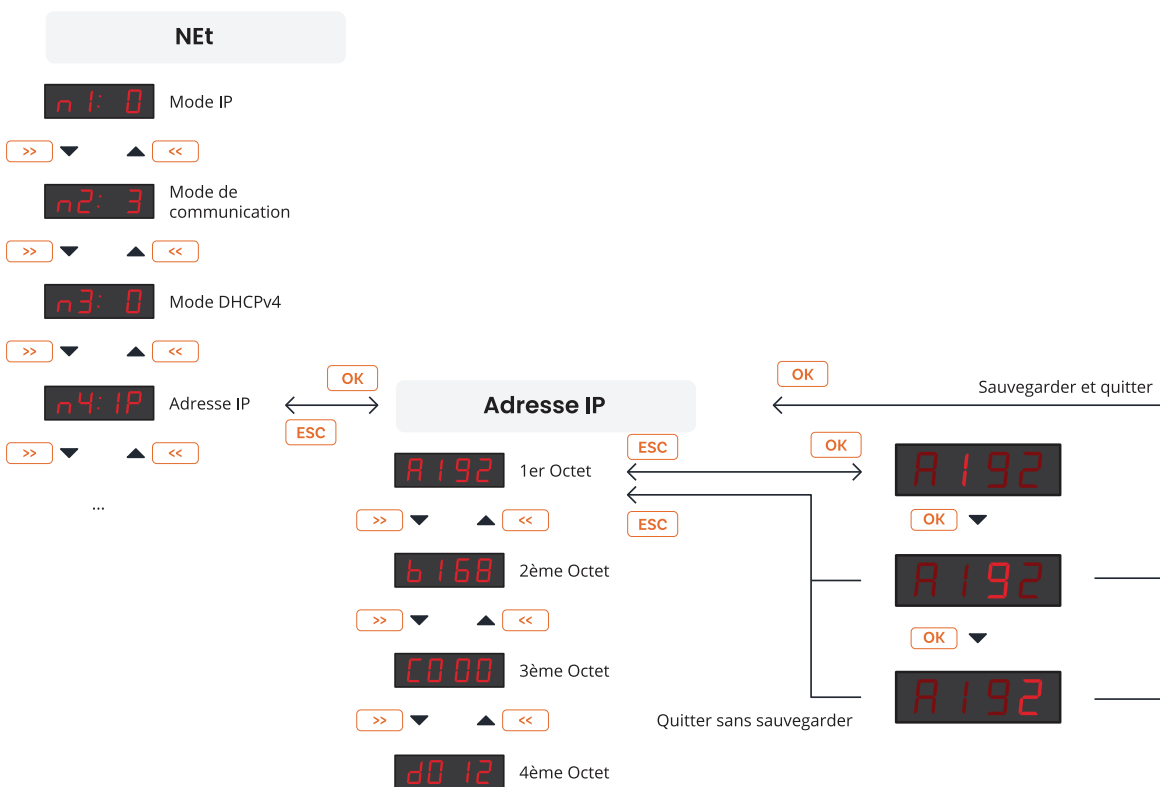 NEt
n1: 0 Mode IP
>> <<
n2: 3 Mode de
communication
>> <<
n3: 0 Mode DHCPv4
>> <<
n4:IP Adresse IP
>> <<
...
OK
ESC
Adresse IP
OK
Sauvegarder et quitter
A192 1er Octet
>> <<
b168 2ème Octet
>> <<
C000 3ème Octet
>> <<
d012 4ème Octet
ESC
OK
ESC
A192
OK
A192
OK
A192
Quitter sans sauvegarder